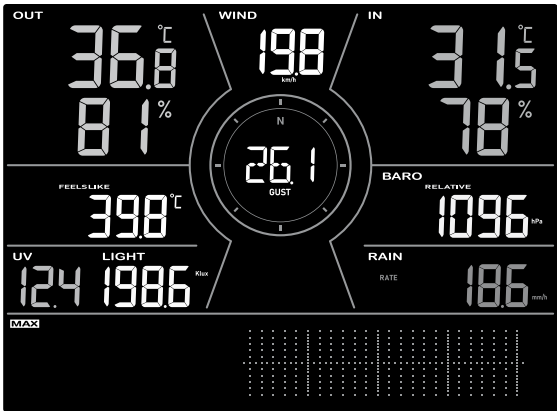 OUT
36.8 °C
81 %
WIND
19.8
km/h
IN
31.5 °C
78 %
N
26.1
GUST
FEELSLIKE
39.8 °C
BARO
RELATIVE
1096 hPa
UV
12.4
LIGHT
198.6 Klux
RAIN
RATE
18.6 mm/h
MAX